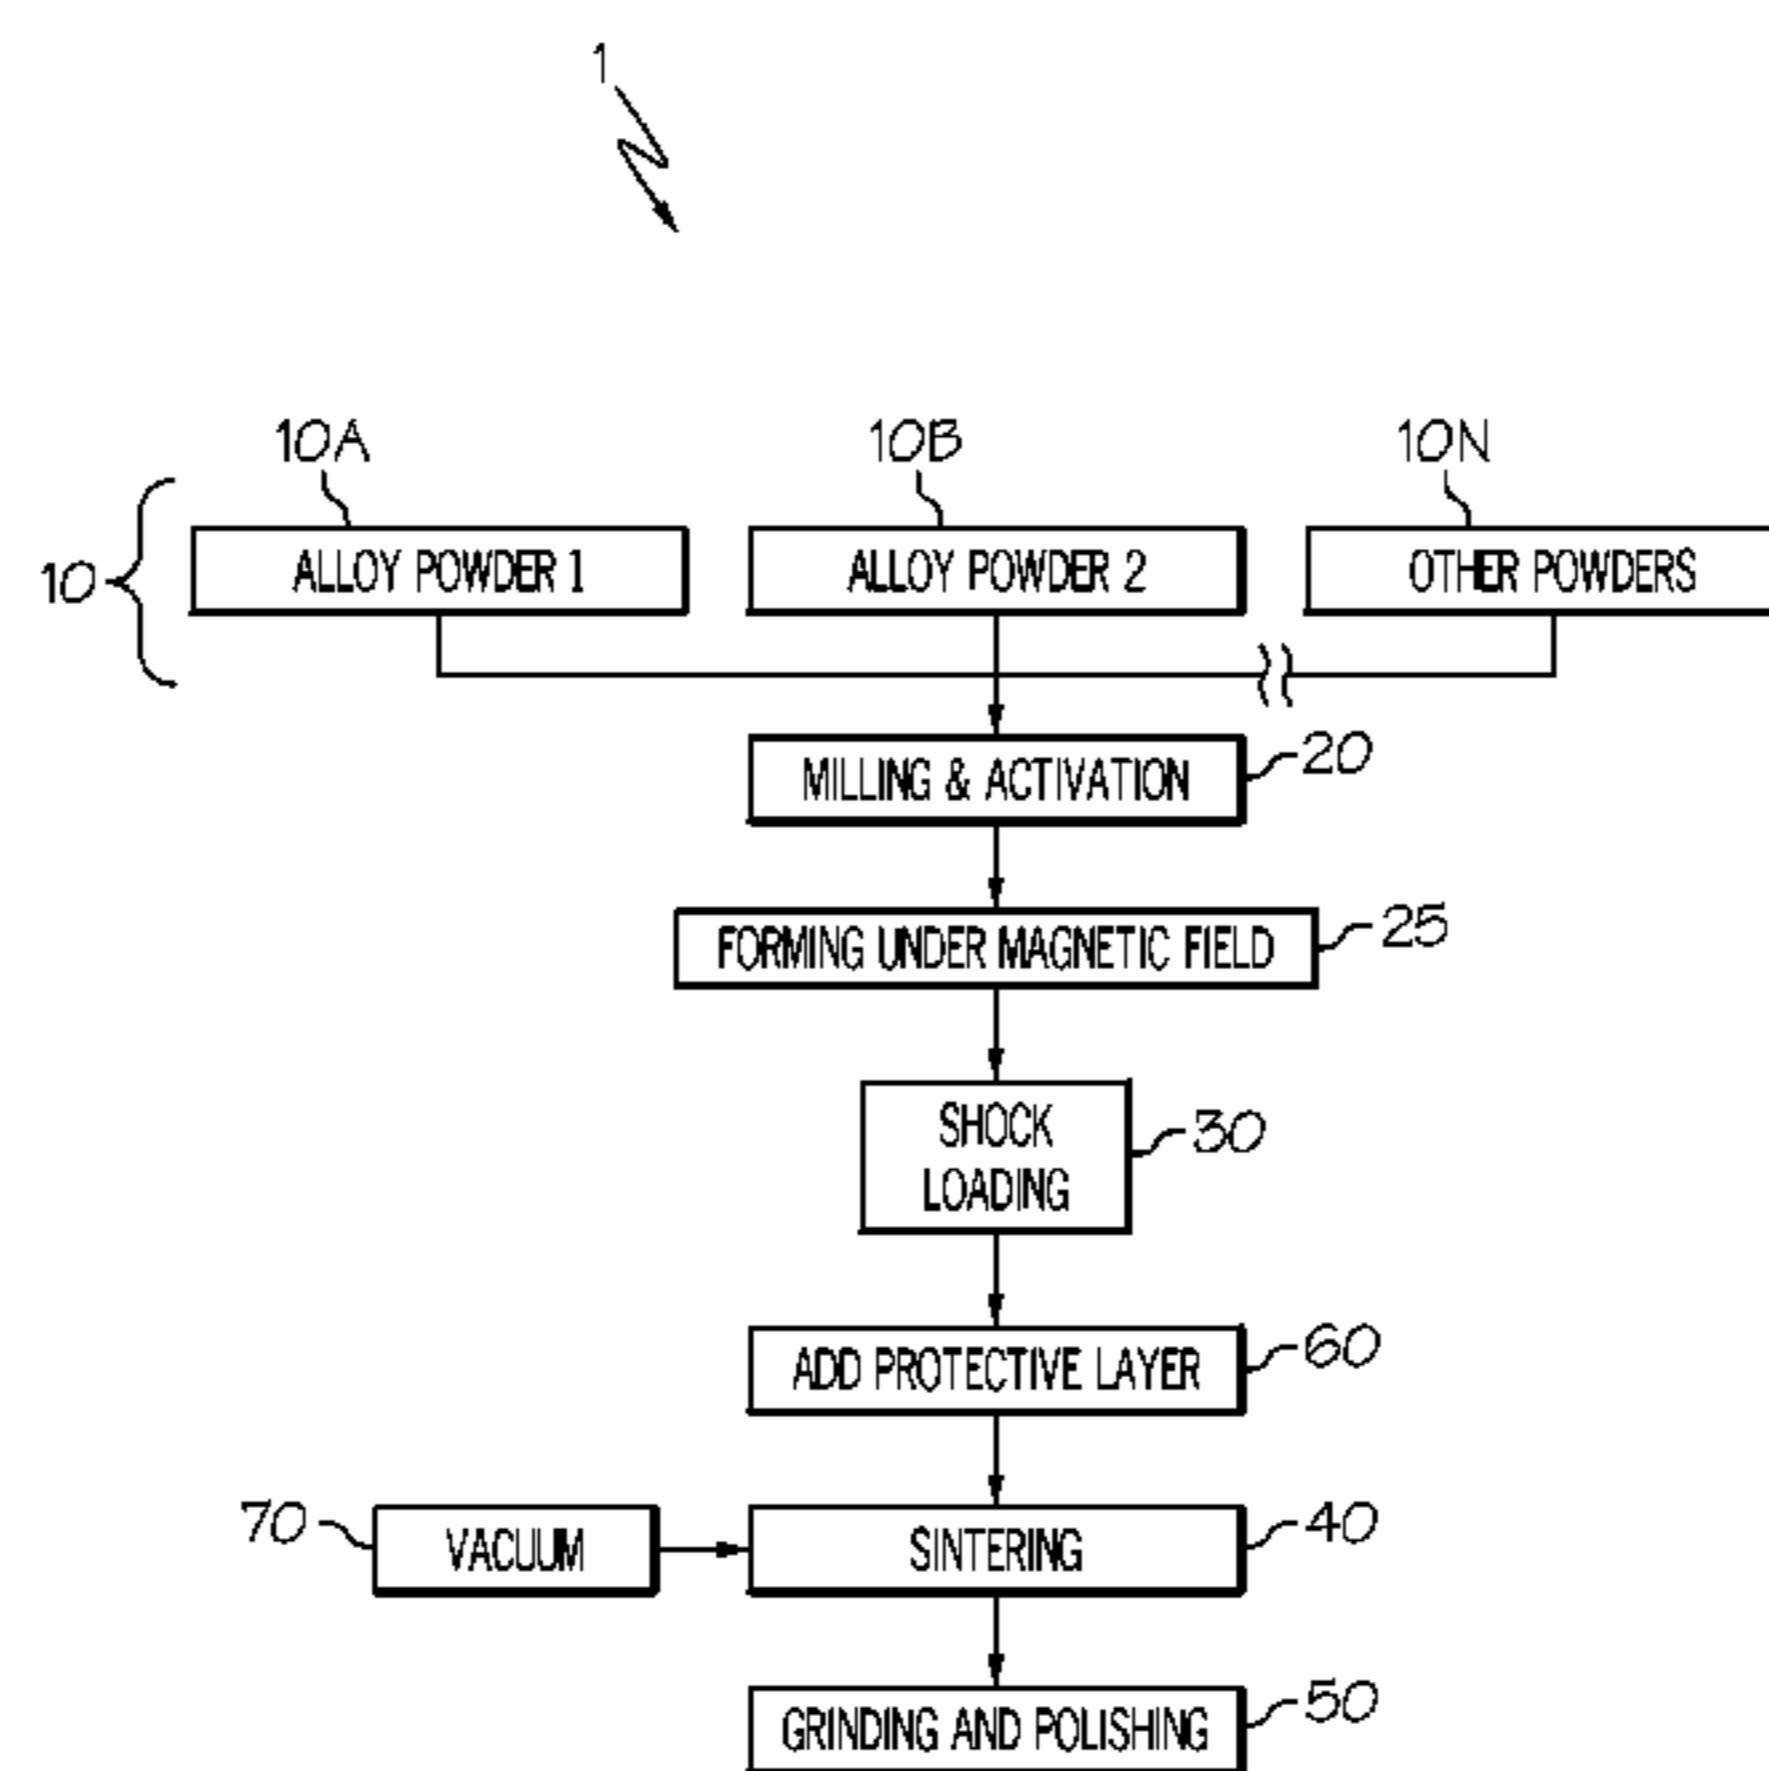 1
10A
10B
10N
10
ALLOY POWDER 1
ALLOY POWDER 2
OTHER POWDERS
MILLING & ACTIVATION
20
FORMING UNDER MAGNETIC FIELD
25
SHOCK
LOADING
30
ADD PROTECTIVE LAYER
60
70
VACUUM
SINTERING
40
GRINDING AND POLISHING
50